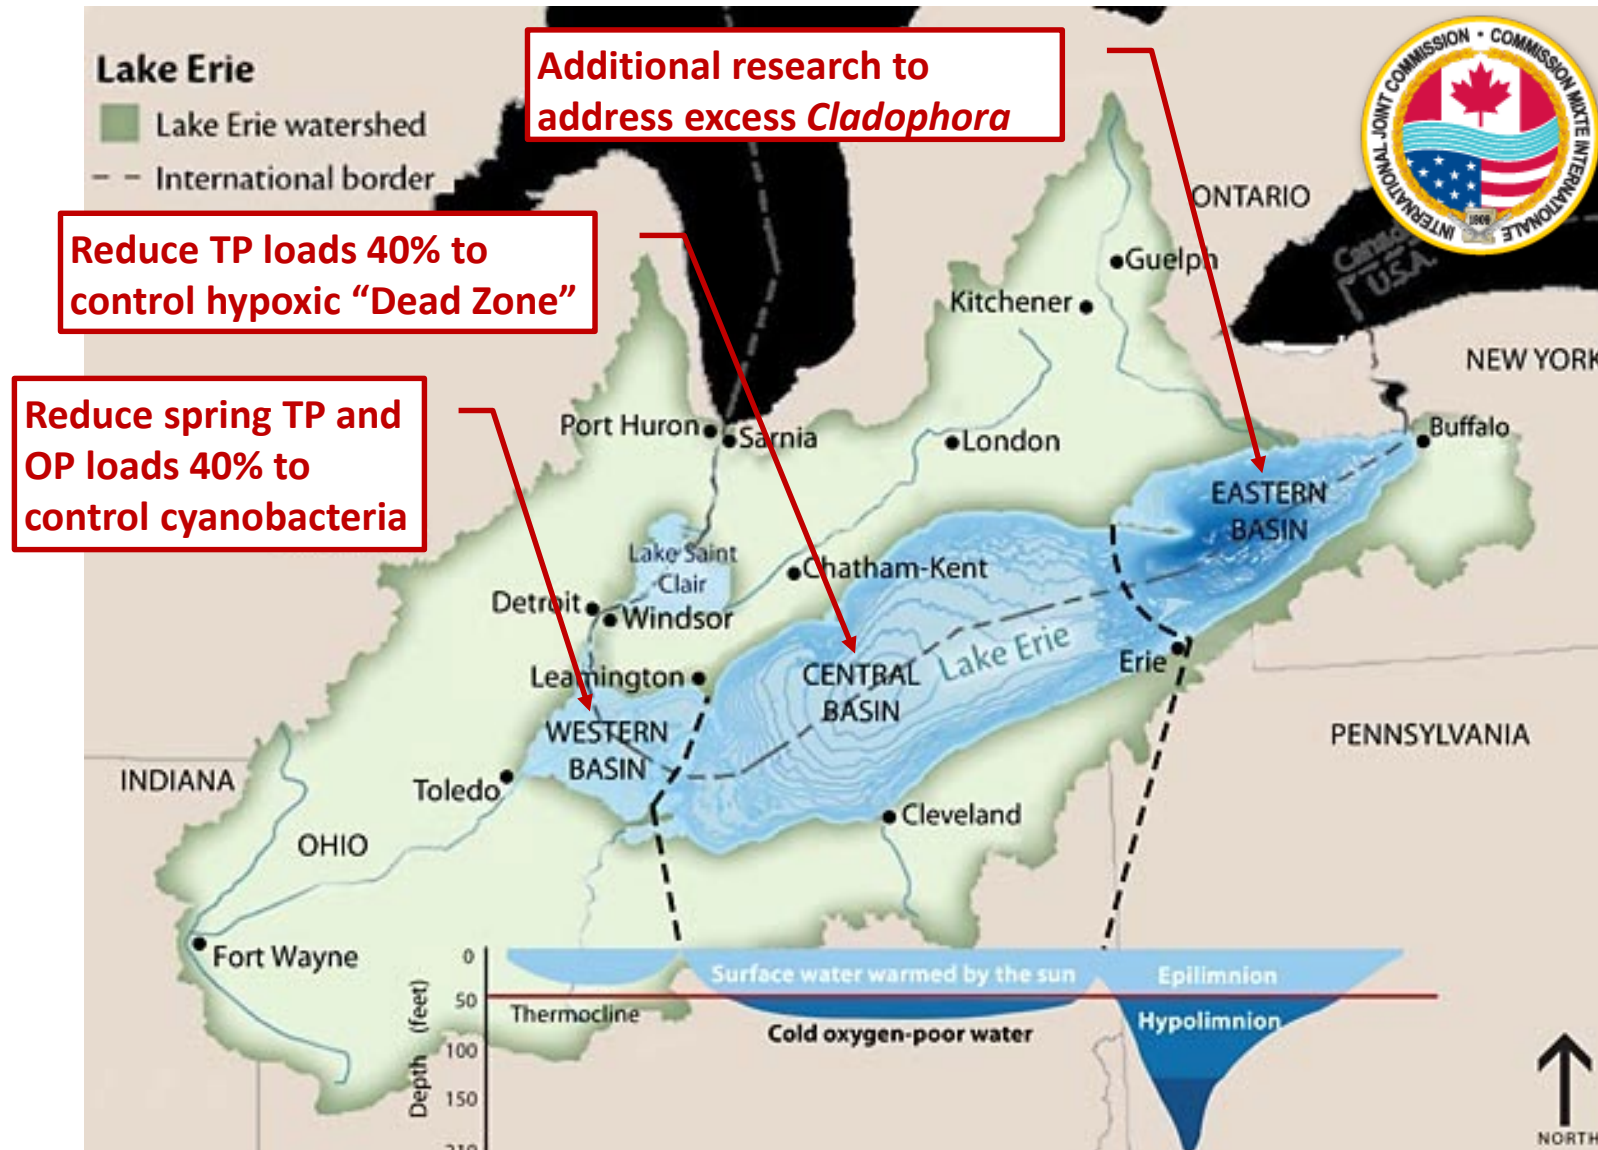 Lake Erie
Lake Erie watershed
International border
Additional research to
address excess Cladophora
INTERNATIONAL JOINT COMMISSION • COMMISSION MIXTE INTERNATIONALE
1909
Reduce TP loads 40% to
control hypoxic “Dead Zone”
Reduce spring TP and
OP loads 40% to
control cyanobacteria
ONTARIO
Canada
U.S.A.
Guelph
Kitchener
NEW YORK
Port Huron
Sarnia
London
Buffalo
EASTERN
BASIN
Lake Saint
Clair
Chatham-Kent
Detroit
Windsor
Leamington
CENTRAL
BASIN
Lake Erie
Erie
WESTERN
BASIN
PENNSYLVANIA
INDIANA
Toledo
Cleveland
OHIO
Fort Wayne
Depth (feet)
0
50
100
150
210
Surface water warmed by the sun
Epilimnion
Thermocline
Cold oxygen-poor water
Hypolimnion
NORTH